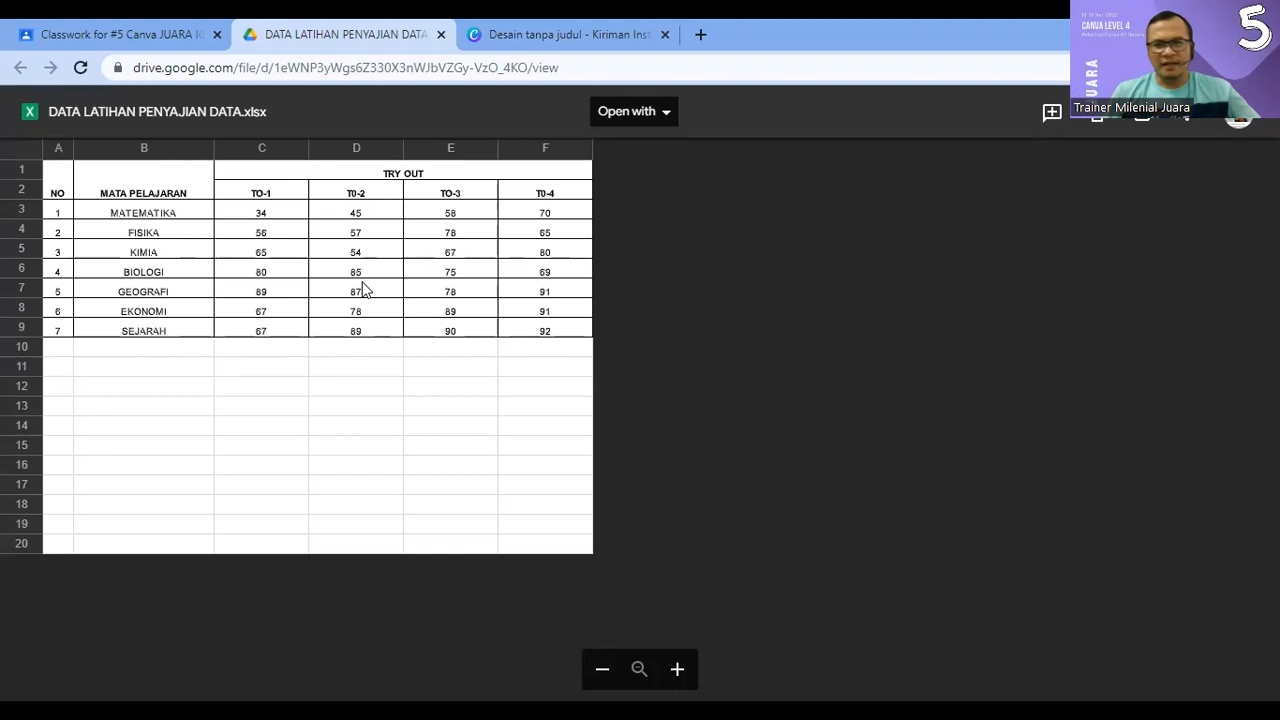 Classwork for #5 Canva JUARA IG
DATA LATIHAN PENYAJIAN DATA
Desain tanpa judul - Kiriman Inst
drive.google.com/file/d/1eWNP3yWgs6Z330X3nWJbVZGy-VzO_4KO/view
CANVA LEVEL 4
JUARA
5
Trainer Milenial Juara
X DATA LATIHAN PENYAJIAN DATA.xlsx
Open with
A B C D E F
1 TRY OUT
2 NO MATA PELAJARAN TO-1 T0-2 TO-3 T0-4
3 1 MATEMATIKA 34 45 58 70
4 2 FISIKA 56 57 78 65
5 3 KIMIA 65 54 67 80
6 4 BIOLOGI 80 85 75 69
7 5 GEOGRAFI 89 87 78 91
8 6 EKONOMI 67 78 89 91
9 7 SEJARAH 67 89 90 92
10
11
12
13
14
15
16
17
18
19
20